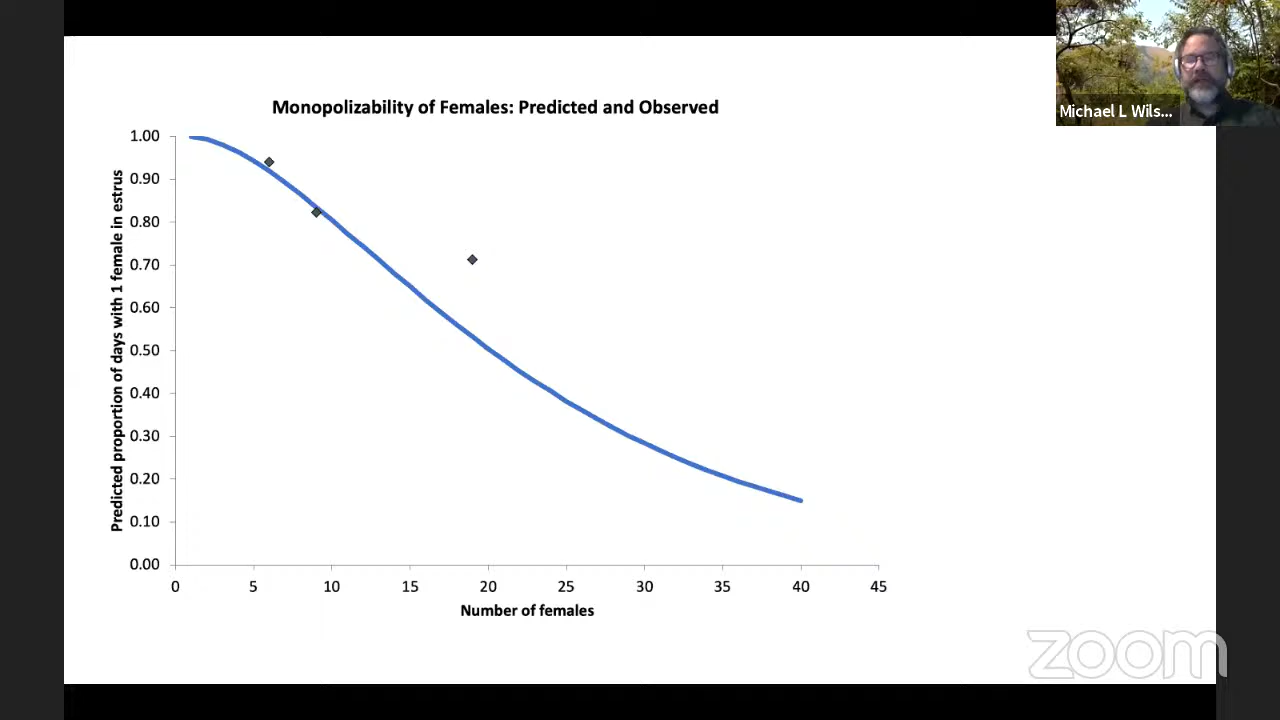 Monopolizability of Females: Predicted and Observed
Michael L Wils...
Predicted proportion of days with 1 female in estrus
1.00
0.90
0.80
0.70
0.60
0.50
0.40
0.30
0.20
0.10
0.00
0 5 10 15 20 25 30 35 40 45
Number of females
zoom